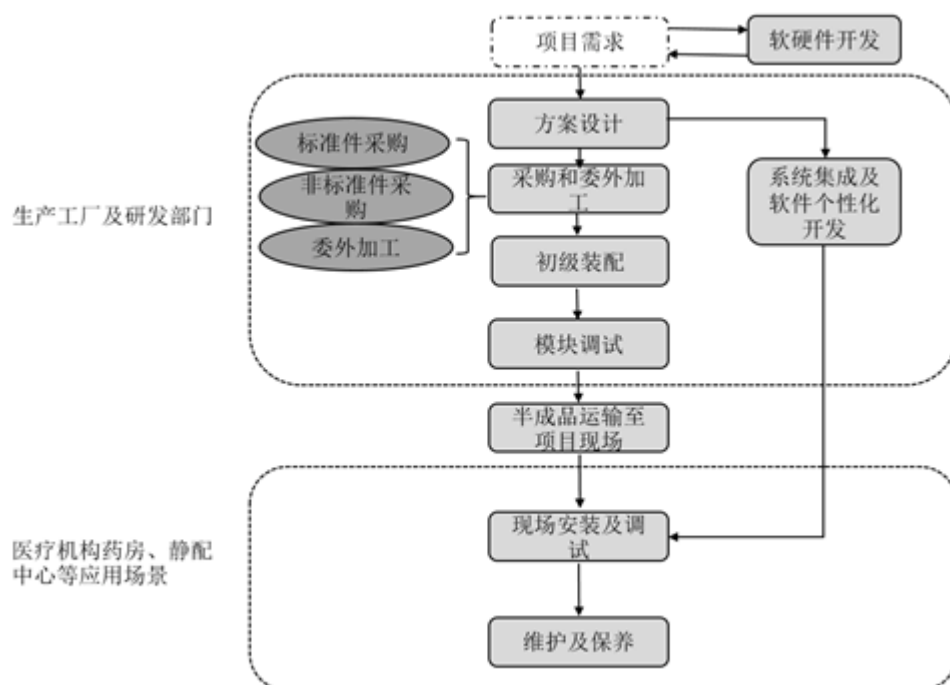 项目需求
软硬件开发
方案设计
标准件采购
非标准件采
购
委外加工
采购和委外加
工
系统集成及
软件个性化
开发
生产工厂及研发部门
初级装配
模块调试
半成品运输至
项目现场
现场安装及调
试
医疗机构药房、静配
中心等应用场景
维护及保养